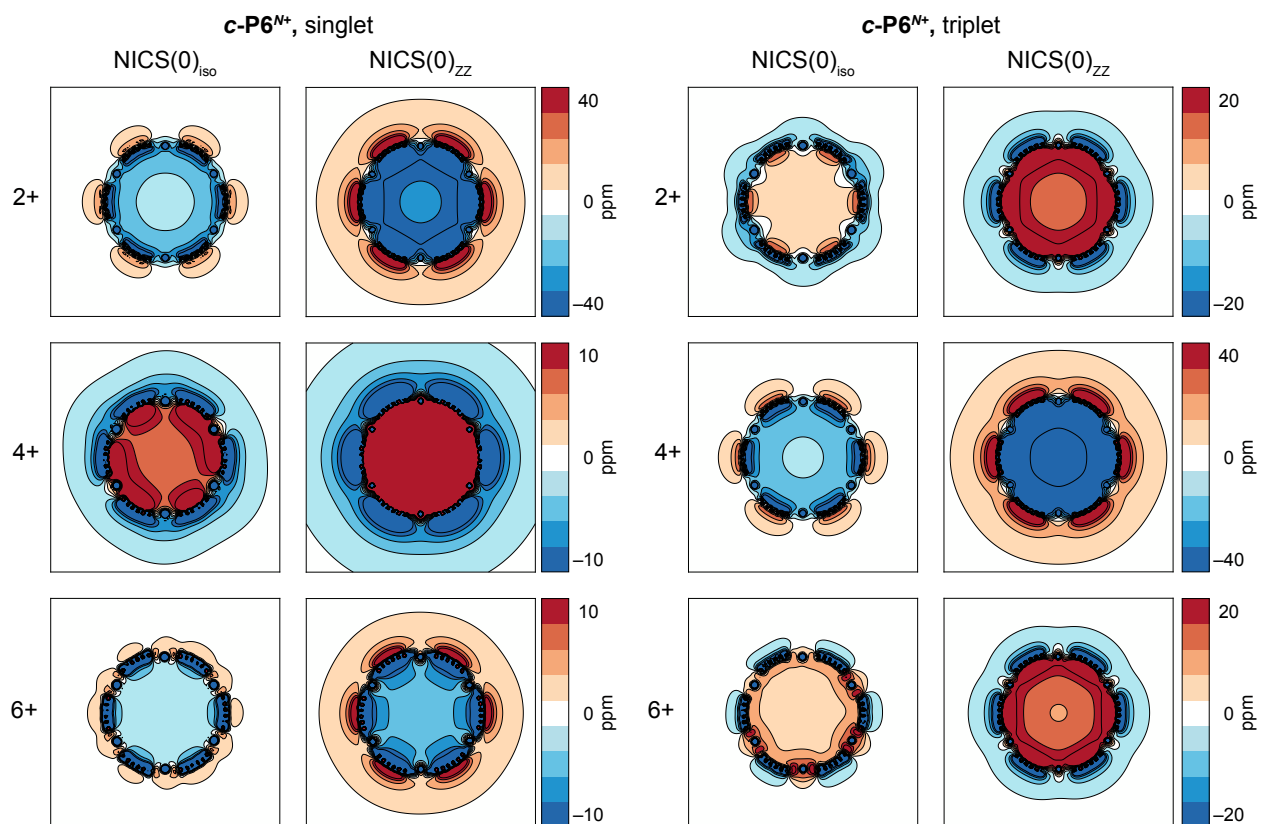 c-P6N+, singlet
c-P6N+, triplet
NICS(0)iso
NICS(0)ZZ
NICS(0)iso
NICS(0)ZZ
2+
40
0
ppm
–40
2+
20
0
ppm
–20
4+
10
0
ppm
–10
4+
40
0
ppm
–40
6+
10
0
ppm
–10
6+
20
0
ppm
–20